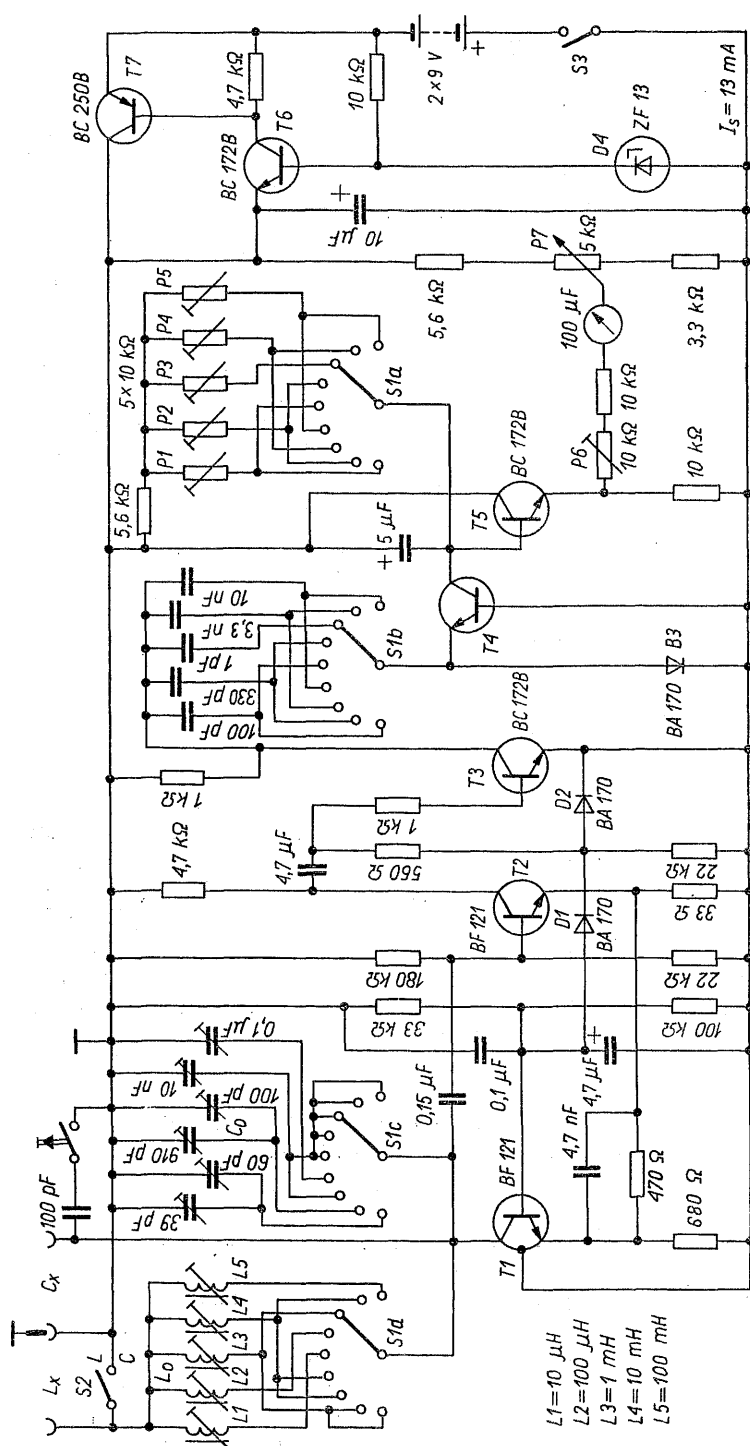 Lx
S2
L
C
Cx
100 pF
BC 250B
T7
4,7 kΩ
T6
BC 172B
10 kΩ
2×9 V
+
S3
+
10 µF
D4
ZF 13
I_S = 13 mA
5×10 kΩ
P1
P2
P3
P4
P5
5,6 kΩ
S1a
5,6 kΩ
P7
5 kΩ
100 µF
3,3 kΩ
10 kΩ
P6
10 kΩ
10 kΩ
BC 172B
T5
+
5 µF
100 pF
330 pF
1 pF
3,3 nF
10 nF
S1b
T4
B3
BA 170
1 kΩ
BC 172B
T3
1 kΩ
4,7 kΩ
4,7 µF
560 Ω
D2
BA 170
T2
BF 121
D1
BA 170
22 kΩ
33 Ω
180 kΩ
22 kΩ
33 kΩ
100 kΩ
39 pF
60 pF
910 pF
C0
100 pF
10 nF
0,1 µF
S1c
0,15 µF
0,1 µF
4,7 µF
+
4,7 nF
BF 121
T1
470 Ω
680 Ω
L0
L1
L2
L3
L4
L5
S1d
L1=10 µH
L2=100 µH
L3=1 mH
L4=10 mH
L5=100 mH